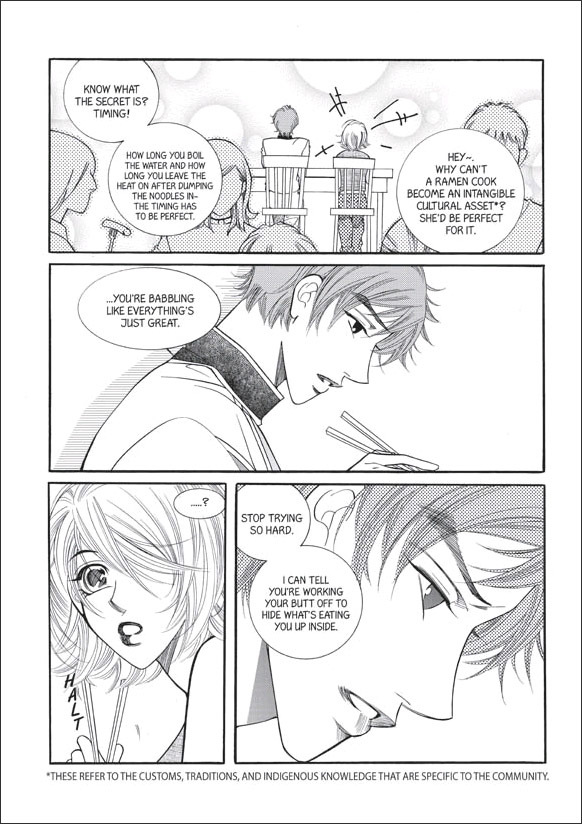 KNOW WHAT
THE SECRET IS?
TIMING!
HOW LONG YOU BOIL
THE WATER AND HOW
LONG YOU LEAVE THE
HEAT ON AFTER DUMPING
THE NOODLES IN–
THE TIMING HAS
TO BE PERFECT.
HEY~.
WHY CAN'T
A RAMEN COOK
BECOME AN INTANGIBLE
CULTURAL ASSET*?
SHE'D BE PERFECT
FOR IT.
...YOU'RE BABBLING
LIKE EVERYTHING'S
JUST GREAT.
.....?
HALT
STOP TRYING
SO HARD.
I CAN TELL
YOU'RE WORKING
YOUR BUTT OFF TO
HIDE WHAT'S EATING
YOU UP INSIDE.
*THESE REFER TO THE CUSTOMS, TRADITIONS, AND INDIGENOUS KNOWLEDGE THAT ARE SPECIFIC TO THE COMMUNITY.